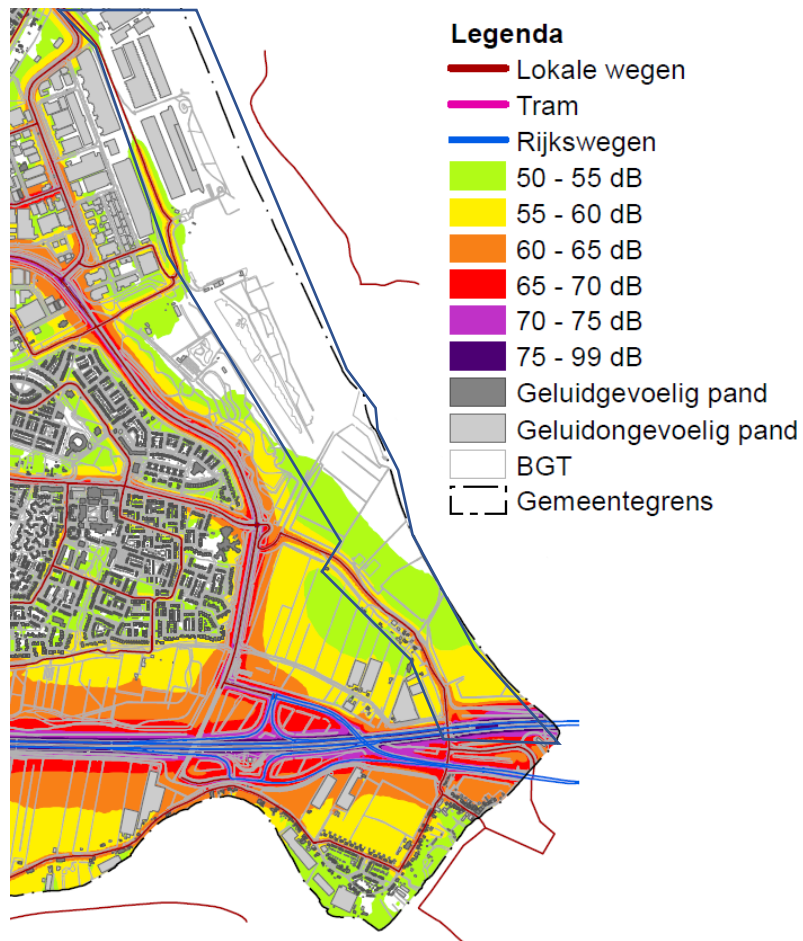 Legenda
Lokale wegen
Tram
Rijkswegen
50 - 55 dB
55 - 60 dB
60 - 65 dB
65 - 70 dB
70 - 75 dB
75 - 99 dB
Geluidgevoelig pand
Geluidongevoelig pand
BGT
Gemeentegrens